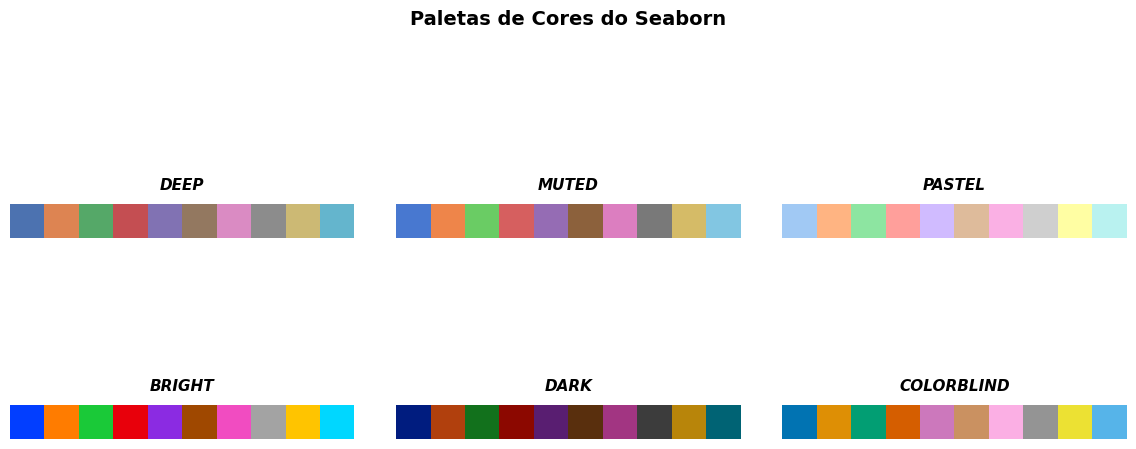 Paletas de Cores do Seaborn
DEEP
MUTED
PASTEL
BRIGHT
DARK
COLORBLIND